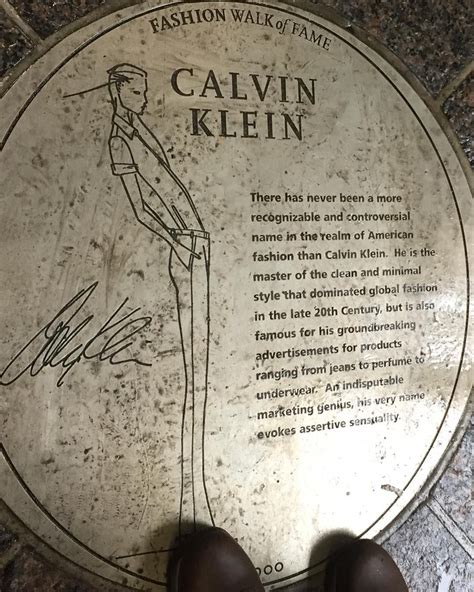 FASHION WALK of FAME
CALVIN
KLEIN
There has never been a more
recognizable and controversial
name in the realm of American
fashion than Calvin Klein. He is the
master of the clean and minimal
style that dominated global fashion
in the late 20th Century, but is also
famous for his groundbreaking
advertisements for products
ranging from jeans to perfume to
underwear. An indisputable
marketing genius, his very name
evokes assertive sensuality.
Calvin Klein